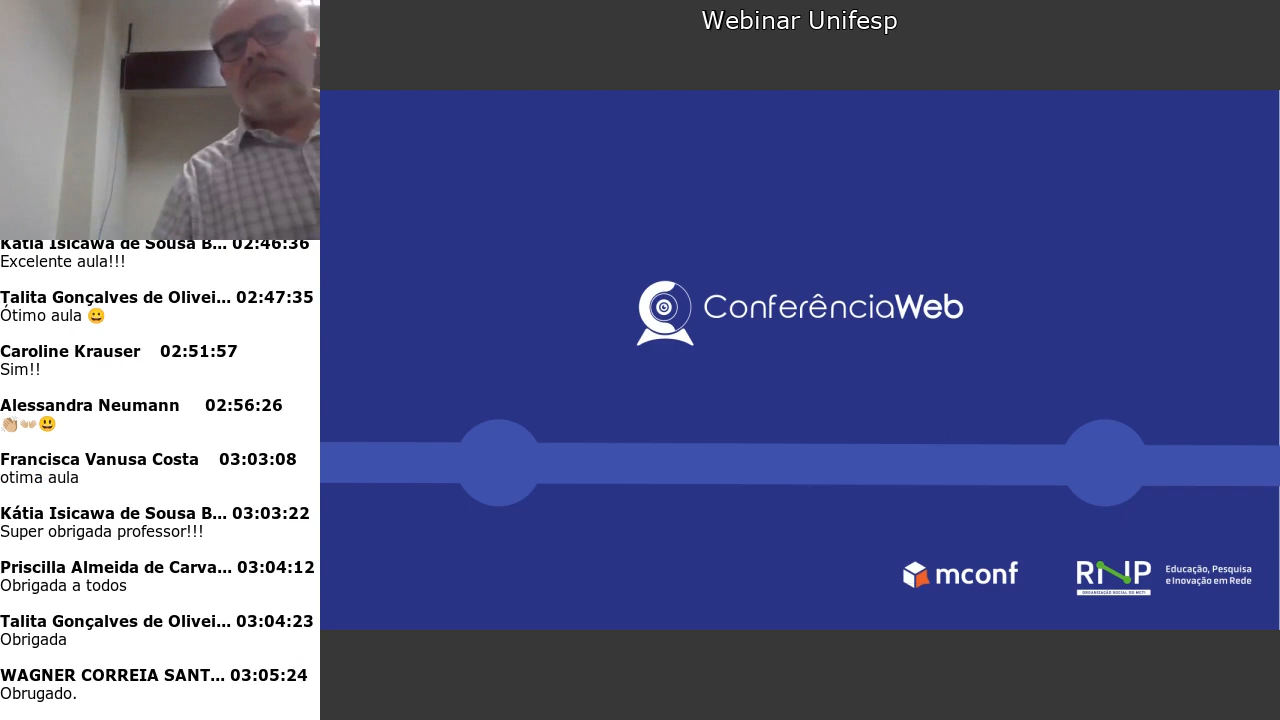 Webinar Unifesp
Kátia Isicawa de Sousa B... 02:46:36
Excelente aula!!!
Talita Gonçalves de Olivei... 02:47:35
Ótimo aula 😀
Caroline Krauser 02:51:57
Sim!!
Alessandra Neumann 02:56:26
👏🏼👐🏼😃
Francisca Vanusa Costa 03:03:08
otima aula
Kátia Isicawa de Sousa B... 03:03:22
Super obrigada professor!!!
Priscilla Almeida de Carva... 03:04:12
Obrigada a todos
Talita Gonçalves de Olivei... 03:04:23
Obrigada
WAGNER CORREIA SANT... 03:05:24
Obrugado.
ConferênciaWeb
mconf
RNP
ORGANIZAÇÃO SOCIAL DO MCTI
Educação, Pesquisa
e Inovação em Rede